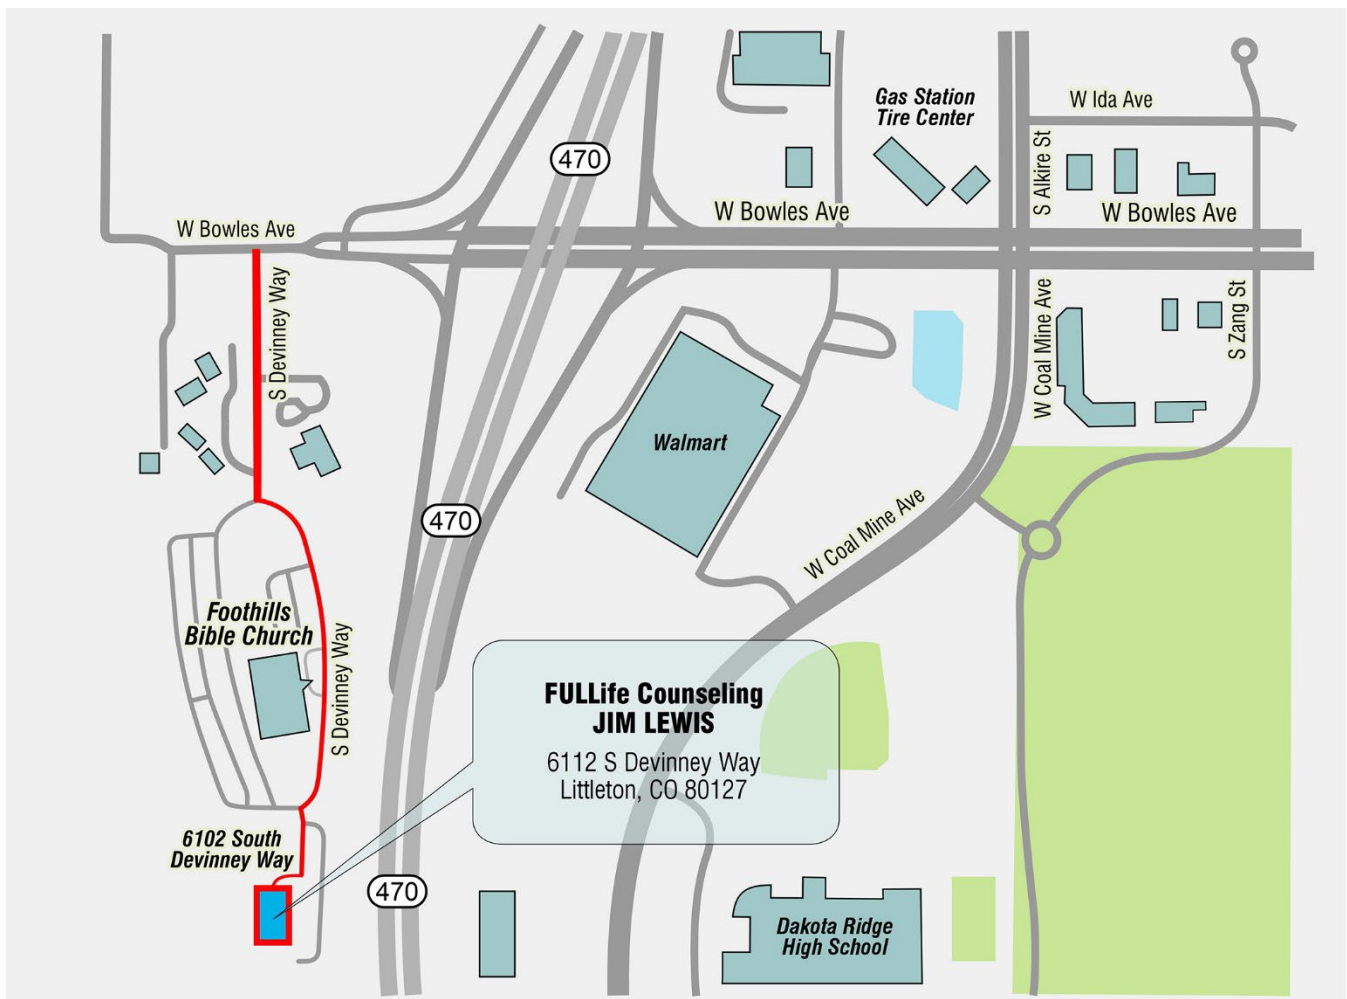 Gas Station
Tire Center
W Ida Ave
S Alkire St
470
W Bowles Ave
W Bowles Ave
W Bowles Ave
S Devinney Way
W Coal Mine Ave
S Zang St
Walmart
470
W Coal Mine Ave
Foothills
Bible Church
S Devinney Way
FULLife Counseling
JIM LEWIS
6112 S Devinney Way
Littleton, CO 80127
6102 South
Devinney Way
470
Dakota Ridge
High School